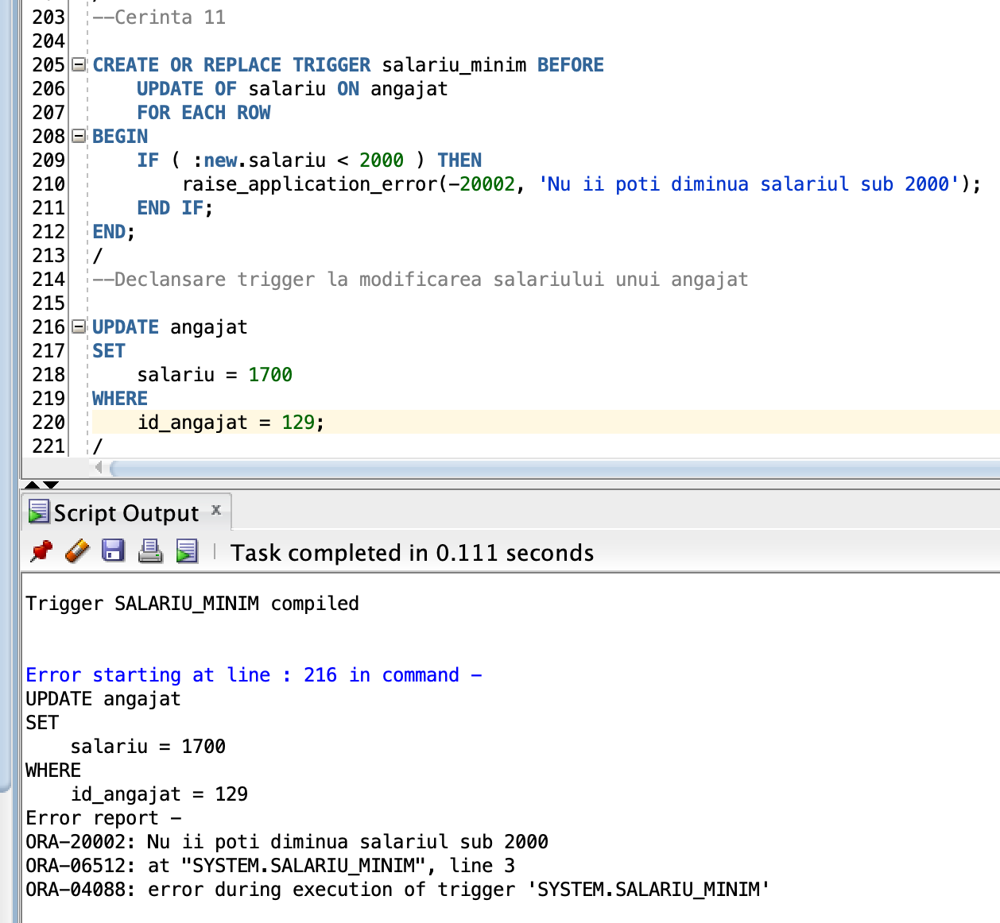 203 --Cerinta 11
204
205 CREATE OR REPLACE TRIGGER salariu_minim BEFORE
206     UPDATE OF salariu ON angajat
207     FOR EACH ROW
208 BEGIN
209     IF ( :new.salariu < 2000 ) THEN
210         raise_application_error(-20002, 'Nu ii poti diminua salariul sub 2000');
211     END IF;
212 END;
213 /
214 --Declansare trigger la modificarea salariului unui angajat
215
216 UPDATE angajat
217 SET
218     salariu = 1700
219 WHERE
220     id_angajat = 129;
221 /
Script Output x
Task completed in 0.111 seconds
Trigger SALARIU_MINIM compiled
Error starting at line : 216 in command -
UPDATE angajat
SET
    salariu = 1700
WHERE
    id_angajat = 129
Error report -
ORA-20002: Nu ii poti diminua salariul sub 2000
ORA-06512: at "SYSTEM.SALARIU_MINIM", line 3
ORA-04088: error during execution of trigger 'SYSTEM.SALARIU_MINIM'